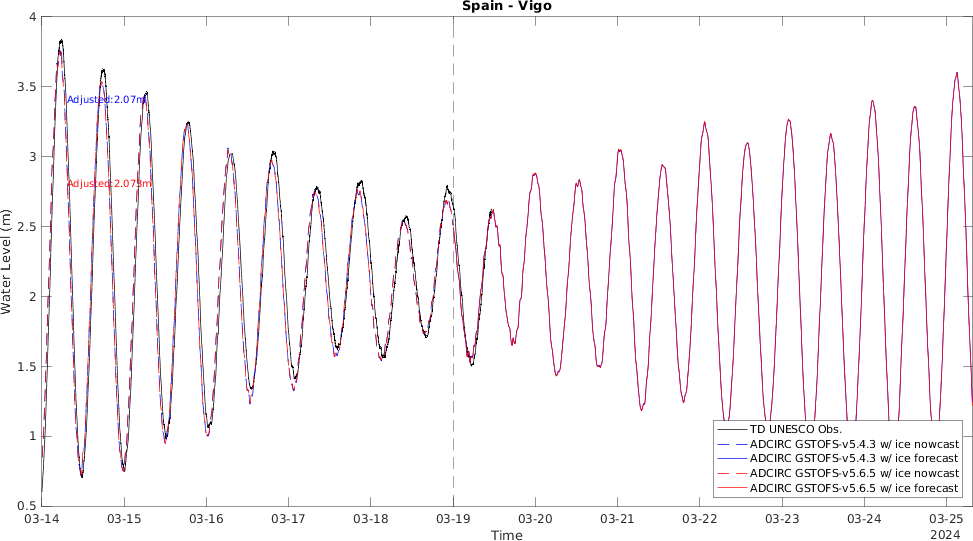 Spain - Vigo
4
3.5
3
2.5
2
1.5
1
0.5
Water Level (m)
Adjusted:2.07m
Adjusted:2.073m
TD UNESCO Obs.
ADCIRC GSTOFS-v5.4.3 w/ ice nowcast
ADCIRC GSTOFS-v5.4.3 w/ ice forecast
ADCIRC GSTOFS-v5.6.5 w/ ice nowcast
ADCIRC GSTOFS-v5.6.5 w/ ice forecast
03-14 03-15 03-16 03-17 03-18 03-19 03-20 03-21 03-22 03-23 03-24 03-25
Time
2024